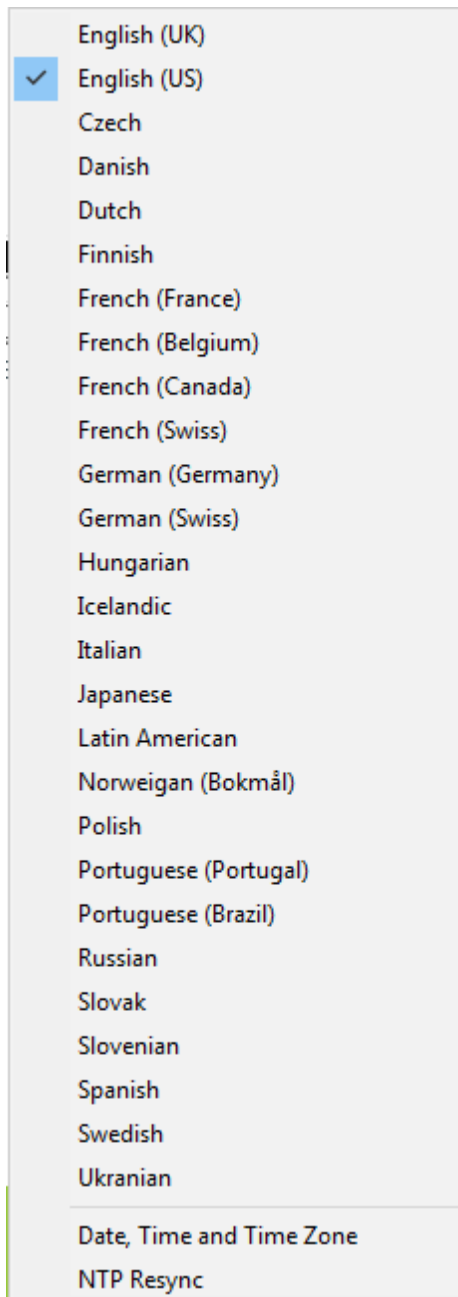 English (UK)
English (US)
Czech
Danish
Dutch
Finnish
French (France)
French (Belgium)
French (Canada)
French (Swiss)
German (Germany)
German (Swiss)
Hungarian
Icelandic
Italian
Japanese
Latin American
Norweigan (Bokmål)
Polish
Portuguese (Portugal)
Portuguese (Brazil)
Russian
Slovak
Slovenian
Spanish
Swedish
Ukranian
Date, Time and Time Zone
NTP Resync